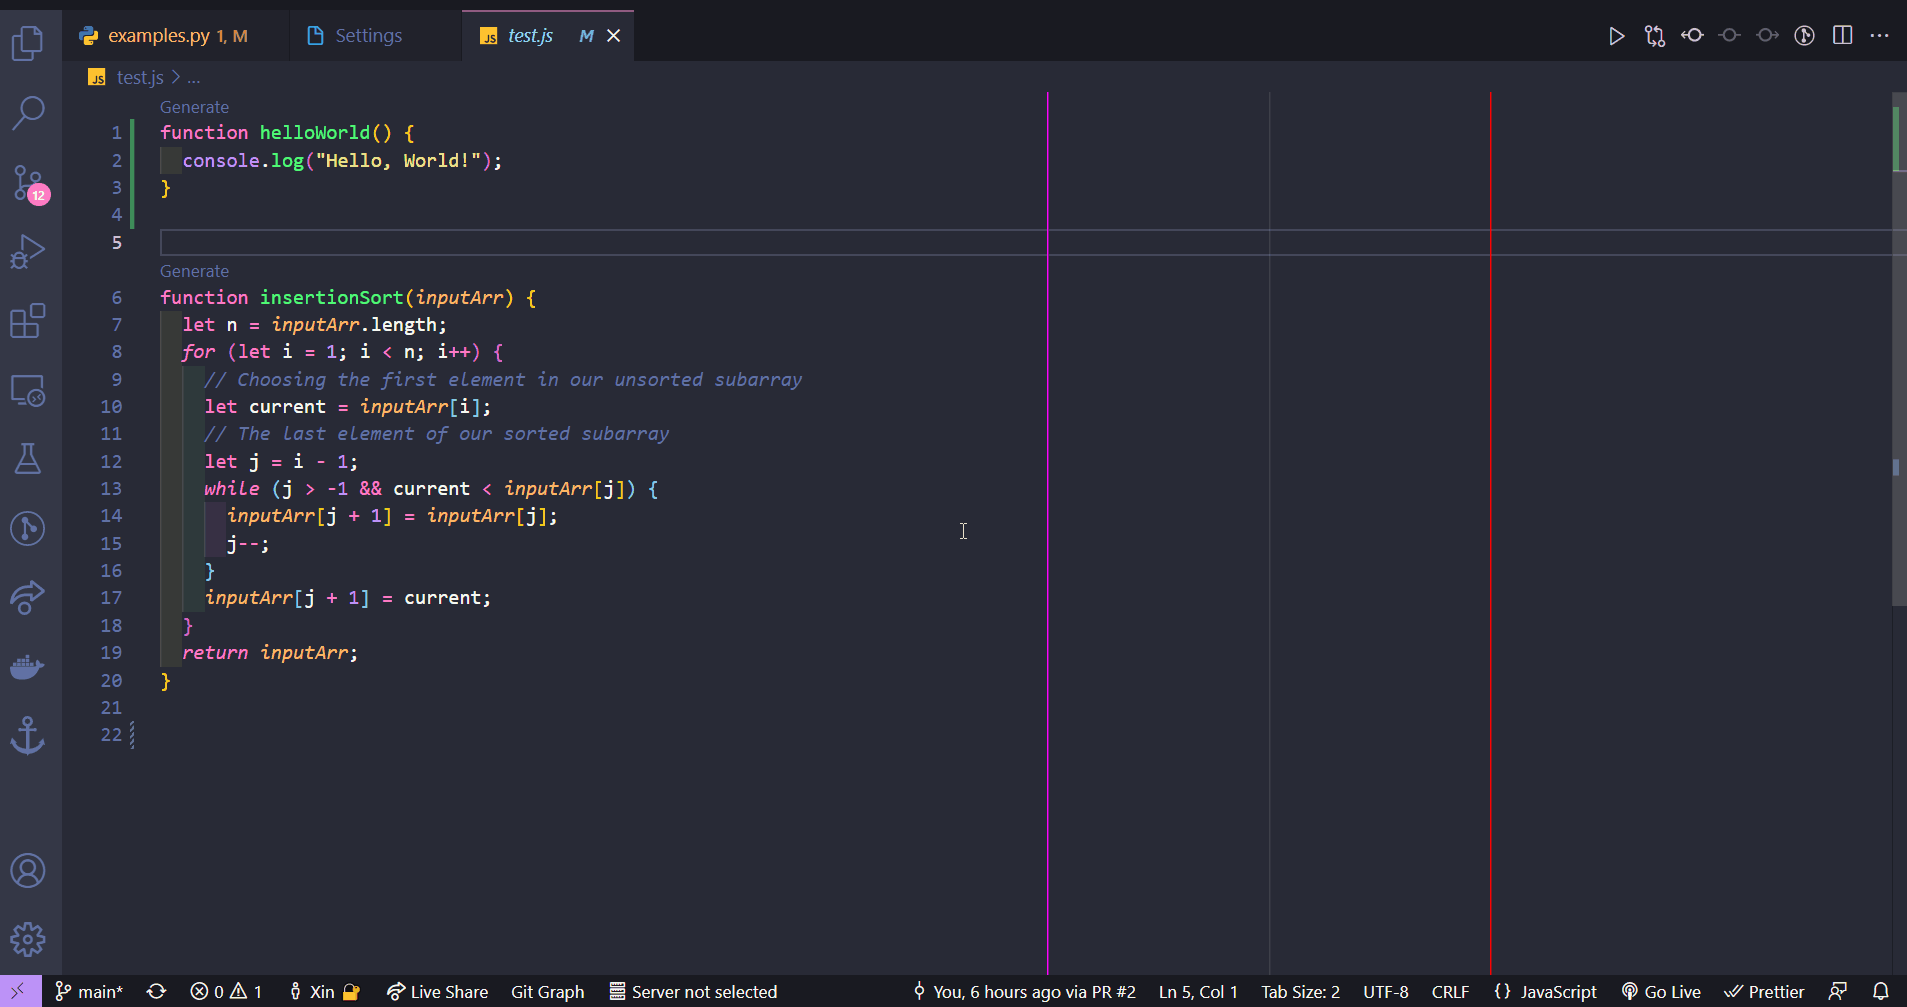 examples.py 1, M
Settings
JS test.js M
JS test.js > ...
12
Generate
1 function helloWorld() {
2 console.log("Hello, World!");
3 }
4
5
Generate
6 function insertionSort(inputArr) {
7 let n = inputArr.length;
8 for (let i = 1; i < n; i++) {
9 // Choosing the first element in our unsorted subarray
10 let current = inputArr[i];
11 // The last element of our sorted subarray
12 let j = i - 1;
13 while (j > -1 && current < inputArr[j]) {
14 inputArr[j + 1] = inputArr[j];
15 j--;
16 }
17 inputArr[j + 1] = current;
18 }
19 return inputArr;
20 }
21
22
main* 0 1 Xin Live Share Git Graph Server not selected You, 6 hours ago via PR #2 Ln 5, Col 1 Tab Size: 2 UTF-8 CRLF {} JavaScript Go Live Prettier